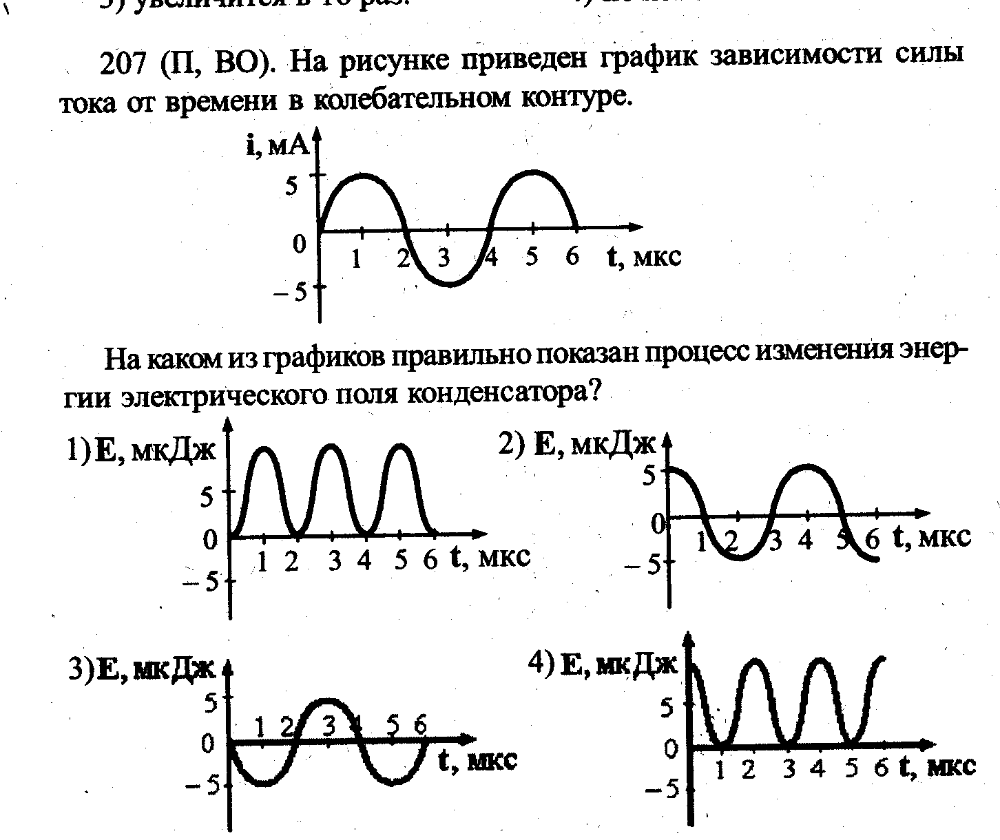 3) увеличится в 16 раз.
207 (П, ВО). На рисунке приведен график зависимости силы
тока от времени в колебательном контуре.
i, мА
5
0
1 2 3 4 5 6 t, мкс
– 5
На каком из графиков правильно показан процесс изменения энер-
гии электрического поля конденсатора?
1) E, мкДж
5
0
1 2 3 4 5 6 t, мкс
– 5
2) E, мкДж
5
0
1 2 3 4 5 6 t, мкс
– 5
3) E, мкДж
5
1 2 3 4 5 6
0
t, мкс
– 5
4) E, мкДж
5
0
1 2 3 4 5 6 t, мкс
– 5